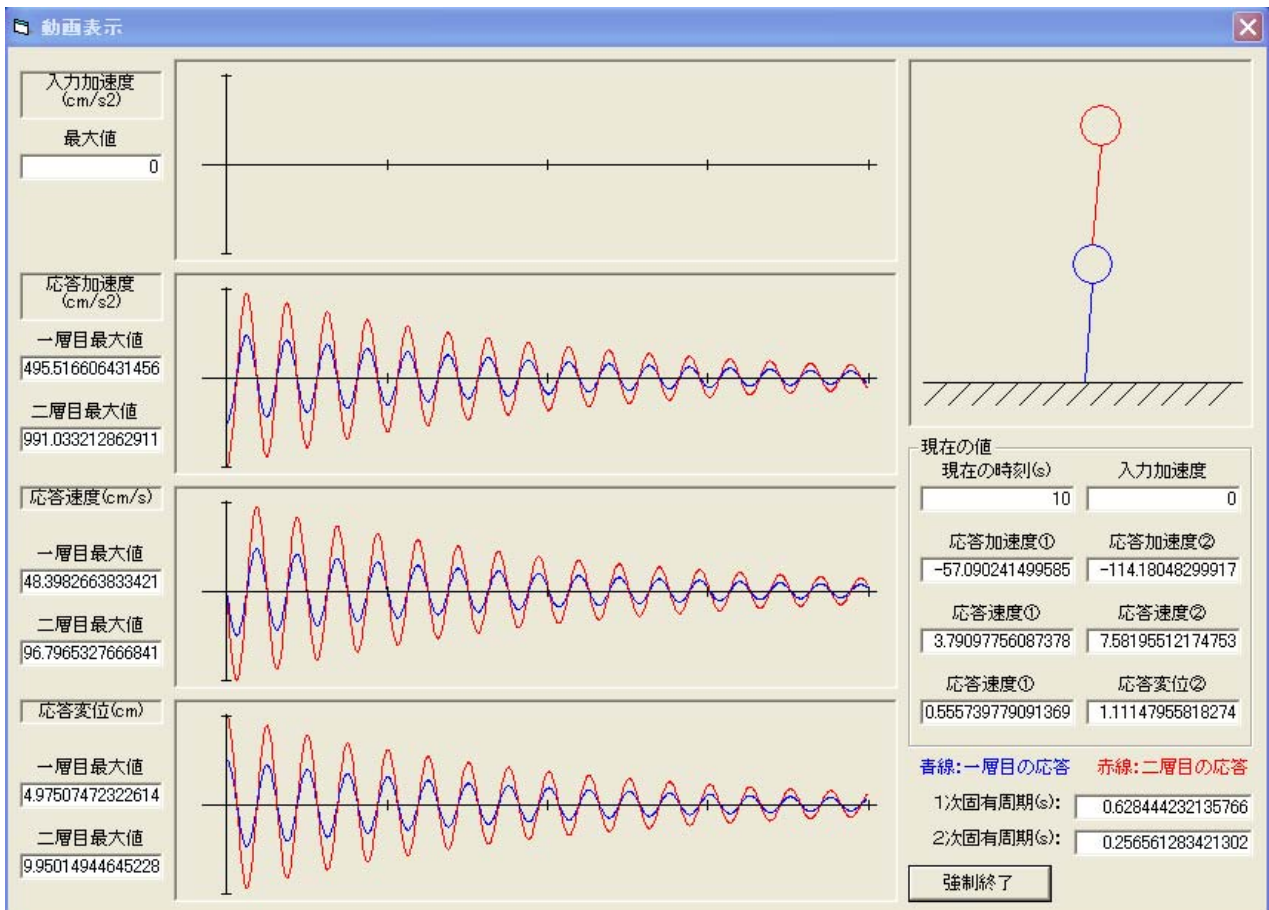 動画表示
入力加速度
(cm/s2)
最大値
0
応答加速度
(cm/s2)
一層目最大値
495.516606431456
二層目最大値
991.033212862911
応答速度(cm/s)
一層目最大値
48.3982663833421
二層目最大値
96.7965327666841
応答変位(cm)
一層目最大値
4.97507472322614
二層目最大値
9.95014944645228
現在の値
現在の時刻(s) 入力加速度
10 0
応答加速度① 応答加速度②
-57.090241499585 -114.18048299917
応答速度① 応答速度②
3.79097756087378 7.58195512174753
応答速度① 応答変位②
0.555739779091369 1.11147955818274
青線:一層目の応答 赤線:二層目の応答
1次固有周期(s): 0.628444232135766
2次固有周期(s): 0.256561283421302
強制終了